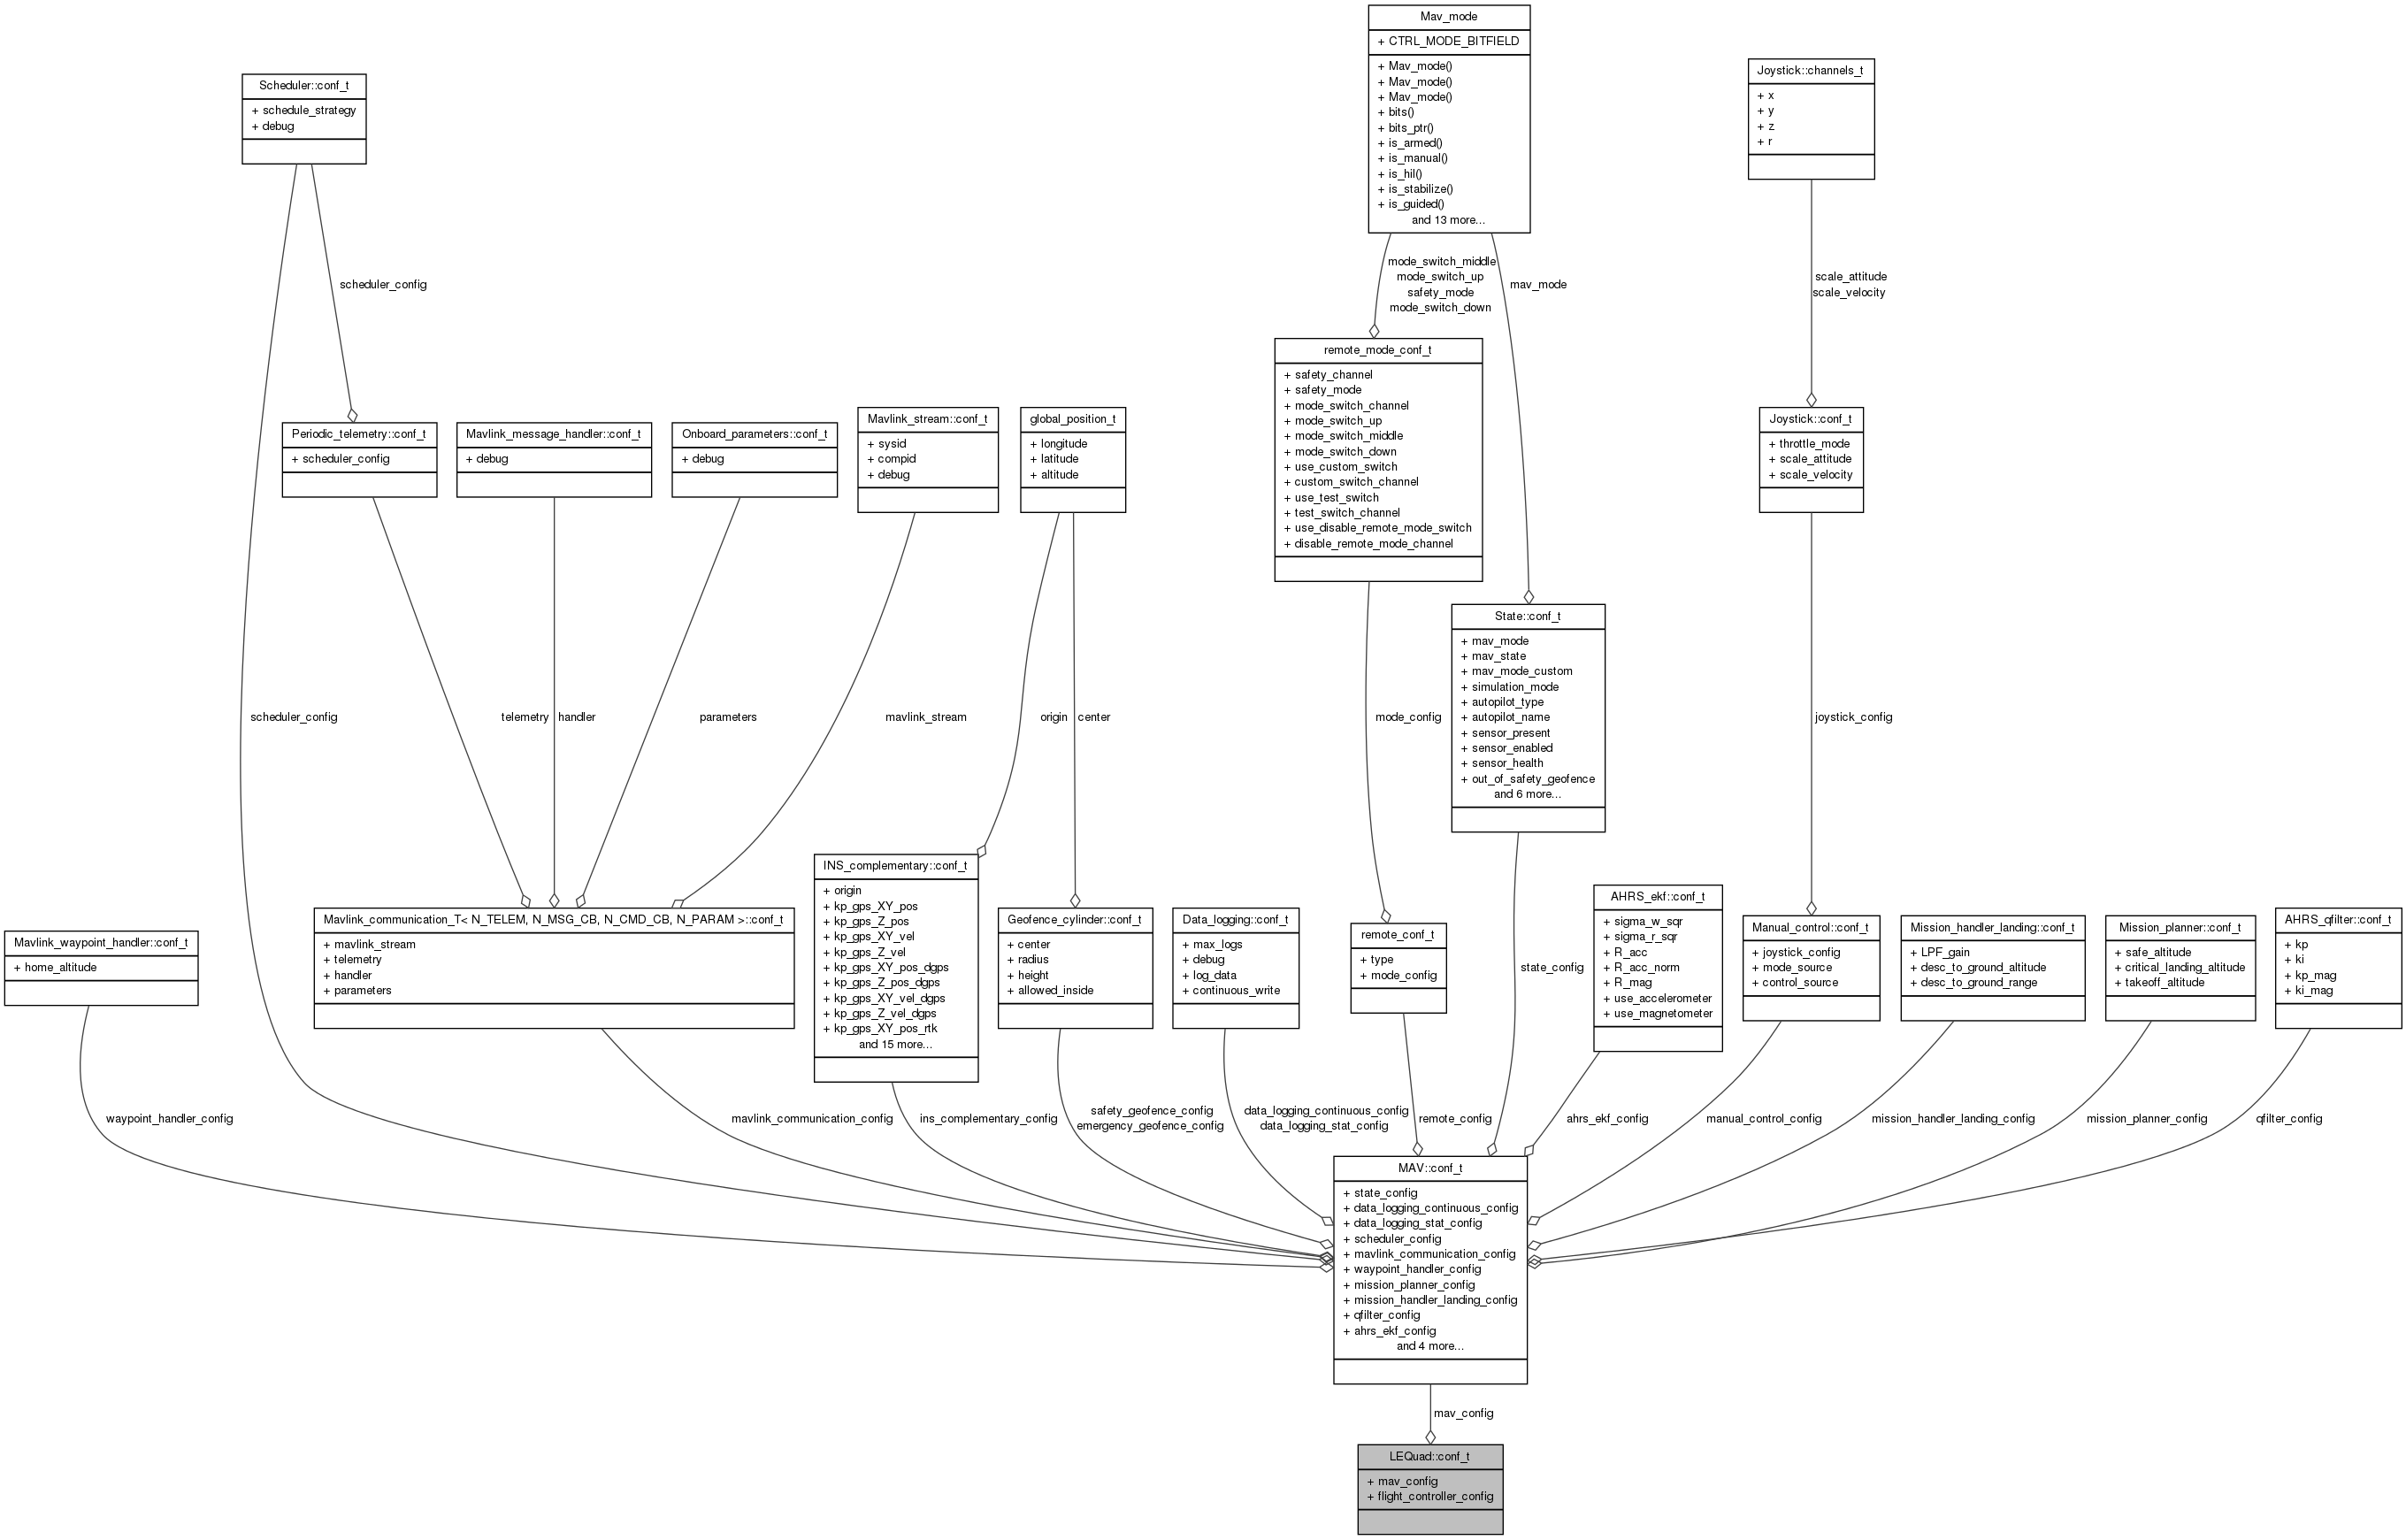 Mav_mode
+ CTRL_MODE_BITFIELD
+ Mav_mode()
+ Mav_mode()
+ Mav_mode()
+ bits()
+ bits_ptr()
+ is_armed()
+ is_manual()
+ is_hil()
+ is_stabilize()
+ is_guided()
and 13 more...
Joystick::channels_t
+ x
+ y
+ z
+ r
Scheduler::conf_t
+ schedule_strategy
+ debug
scheduler_config
mode_switch_middle
mode_switch_up
safety_mode
mode_switch_down
mav_mode
scale_attitude
scale_velocity
Periodic_telemetry::conf_t
+ scheduler_config
Mavlink_message_handler::conf_t
+ debug
Onboard_parameters::conf_t
+ debug
Mavlink_stream::conf_t
+ sysid
+ compid
+ debug
global_position_t
+ longitude
+ latitude
+ altitude
remote_mode_conf_t
+ safety_channel
+ safety_mode
+ mode_switch_channel
+ mode_switch_up
+ mode_switch_middle
+ mode_switch_down
+ use_custom_switch
+ custom_switch_channel
+ use_test_switch
+ test_switch_channel
+ use_disable_remote_mode_switch
+ disable_remote_mode_channel
Joystick::conf_t
+ throttle_mode
+ scale_attitude
+ scale_velocity
State::conf_t
+ mav_mode
+ mav_state
+ mav_mode_custom
+ simulation_mode
+ autopilot_type
+ autopilot_name
+ sensor_present
+ sensor_enabled
+ sensor_health
+ out_of_safety_geofence
and 6 more...
scheduler_config
telemetry
handler
parameters
mavlink_stream
origin
center
mode_config
joystick_config
Mavlink_waypoint_handler::conf_t
+ home_altitude
Mavlink_communication_T< N_TELEM, N_MSG_CB, N_CMD_CB, N_PARAM >::conf_t
+ mavlink_stream
+ telemetry
+ handler
+ parameters
INS_complementary::conf_t
+ origin
+ kp_gps_XY_pos
+ kp_gps_Z_pos
+ kp_gps_XY_vel
+ kp_gps_Z_vel
+ kp_gps_XY_pos_dgps
+ kp_gps_Z_pos_dgps
+ kp_gps_XY_vel_dgps
+ kp_gps_Z_vel_dgps
+ kp_gps_XY_pos_rtk
and 15 more...
Geofence_cylinder::conf_t
+ center
+ radius
+ height
+ allowed_inside
Data_logging::conf_t
+ max_logs
+ debug
+ log_data
+ continuous_write
remote_conf_t
+ type
+ mode_config
state_config
AHRS_ekf::conf_t
+ sigma_w_sqr
+ sigma_r_sqr
+ R_acc
+ R_acc_norm
+ R_mag
+ use_accelerometer
+ use_magnetometer
Manual_control::conf_t
+ joystick_config
+ mode_source
+ control_source
Mission_handler_landing::conf_t
+ LPF_gain
+ desc_to_ground_altitude
+ desc_to_ground_range
Mission_planner::conf_t
+ safe_altitude
+ critical_landing_altitude
+ takeoff_altitude
AHRS_qfilter::conf_t
+ kp
+ ki
+ kp_mag
+ ki_mag
waypoint_handler_config
mavlink_communication_config
ins_complementary_config
safety_geofence_config
emergency_geofence_config
data_logging_continuous_config
data_logging_stat_config
remote_config
ahrs_ekf_config
manual_control_config
mission_handler_landing_config
mission_planner_config
qfilter_config
MAV::conf_t
+ state_config
+ data_logging_continuous_config
+ data_logging_stat_config
+ scheduler_config
+ mavlink_communication_config
+ waypoint_handler_config
+ mission_planner_config
+ mission_handler_landing_config
+ qfilter_config
+ ahrs_ekf_config
and 4 more...
mav_config
LEQuad::conf_t
+ mav_config
+ flight_controller_config